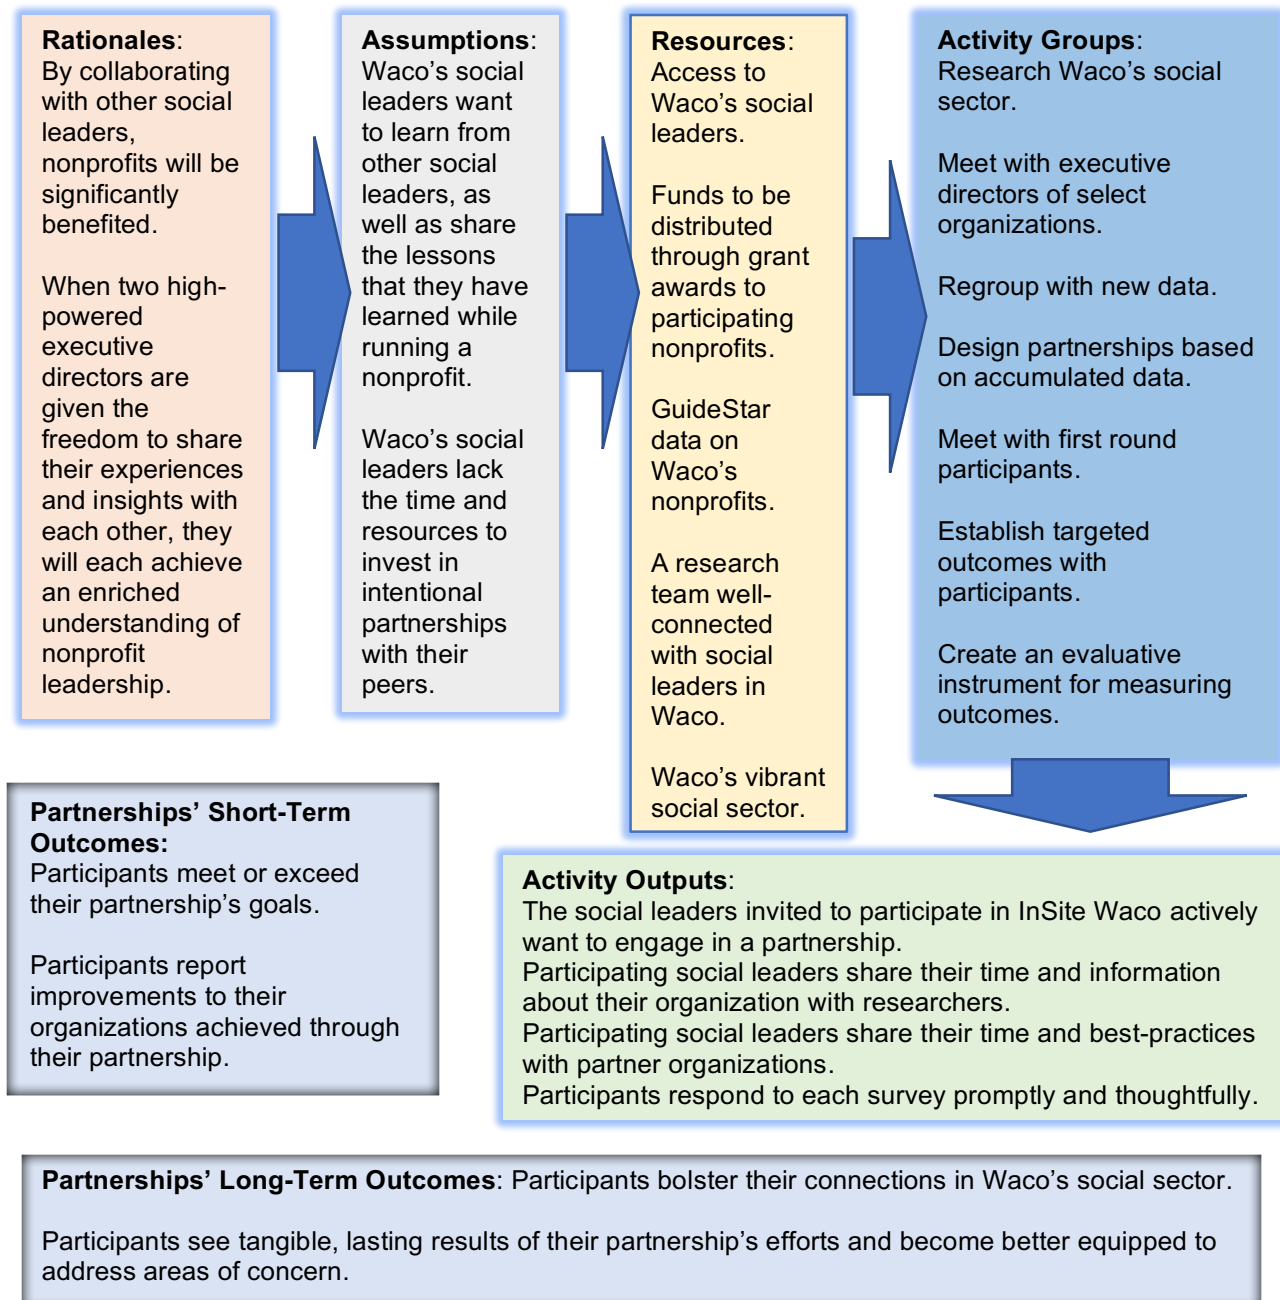 Rationales:
By collaborating
with other social
leaders,
nonprofits will be
significantly
benefited.
When two high-
powered
executive
directors are
given the
freedom to share
their experiences
and insights with
each other, they
will each achieve
an enriched
understanding of
nonprofit
leadership.
Assumptions:
Waco’s social
leaders want
to learn from
other social
leaders, as
well as share
the lessons
that they have
learned while
running a
nonprofit.
Waco’s social
leaders lack
the time and
resources to
invest in
intentional
partnerships
with their
peers.
Resources:
Access to
Waco’s social
leaders.
Funds to be
distributed
through grant
awards to
participating
nonprofits.
GuideStar
data on
Waco’s
nonprofits.
A research
team well-
connected
with social
leaders in
Waco.
Waco’s vibrant
social sector.
Activity Groups:
Research Waco’s social
sector.
Meet with executive
directors of select
organizations.
Regroup with new data.
Design partnerships based
on accumulated data.
Meet with first round
participants.
Establish targeted
outcomes with
participants.
Create an evaluative
instrument for measuring
outcomes.
Activity Outputs:
The social leaders invited to participate in InSite Waco actively
want to engage in a partnership.
Participating social leaders share their time and information
about their organization with researchers.
Participating social leaders share their time and best-practices
with partner organizations.
Participants respond to each survey promptly and thoughtfully.
Partnerships’ Short-Term
Outcomes:
Participants meet or exceed
their partnership’s goals.
Participants report
improvements to their
organizations achieved through
their partnership.
Partnerships’ Long-Term Outcomes: Participants bolster their connections in Waco’s social sector.
Participants see tangible, lasting results of their partnership’s efforts and become better equipped to
address areas of concern.